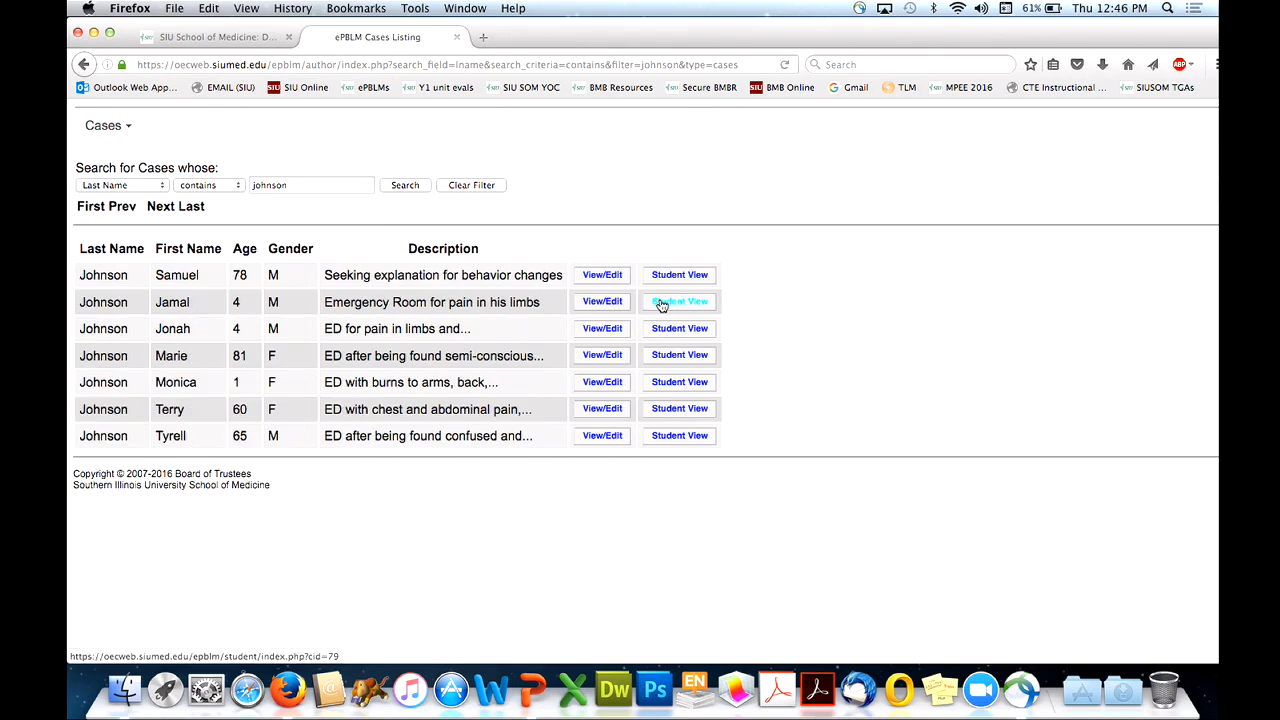 Firefox File Edit View History Bookmarks Tools Window Help 61% Thu 12:46 PM
SIU School of Medicine: D... ePBLM Cases Listing
https://oecweb.siumed.edu/epblm/author/index.php?search_field=lname&search_criteria=contains&filter=johnson&type=cases Search ABP
Outlook Web App... EMAIL (SIU) SIU Online ePBLMs Y1 unit evals SIU SOM YOC BMB Resources Secure BMBR BMB Online Gmail TLM MPEE 2016 CTE Instructional ... SIUSOM TGAs
Cases
Search for Cases whose:
Last Name contains johnson Search Clear Filter
First Prev Next Last
Last Name First Name Age Gender Description
Johnson Samuel 78 M Seeking explanation for behavior changes View/Edit Student View
Johnson Jamal 4 M Emergency Room for pain in his limbs View/Edit Student View
Johnson Jonah 4 M ED for pain in limbs and... View/Edit Student View
Johnson Marie 81 F ED after being found semi-conscious... View/Edit Student View
Johnson Monica 1 F ED with burns to arms, back,... View/Edit Student View
Johnson Terry 60 F ED with chest and abdominal pain,... View/Edit Student View
Johnson Tyrell 65 M ED after being found confused and... View/Edit Student View
Copyright © 2007-2016 Board of Trustees
Southern Illinois University School of Medicine
https://oecweb.siumed.edu/epblm/student/index.php?cid=79
EN Dw Ps